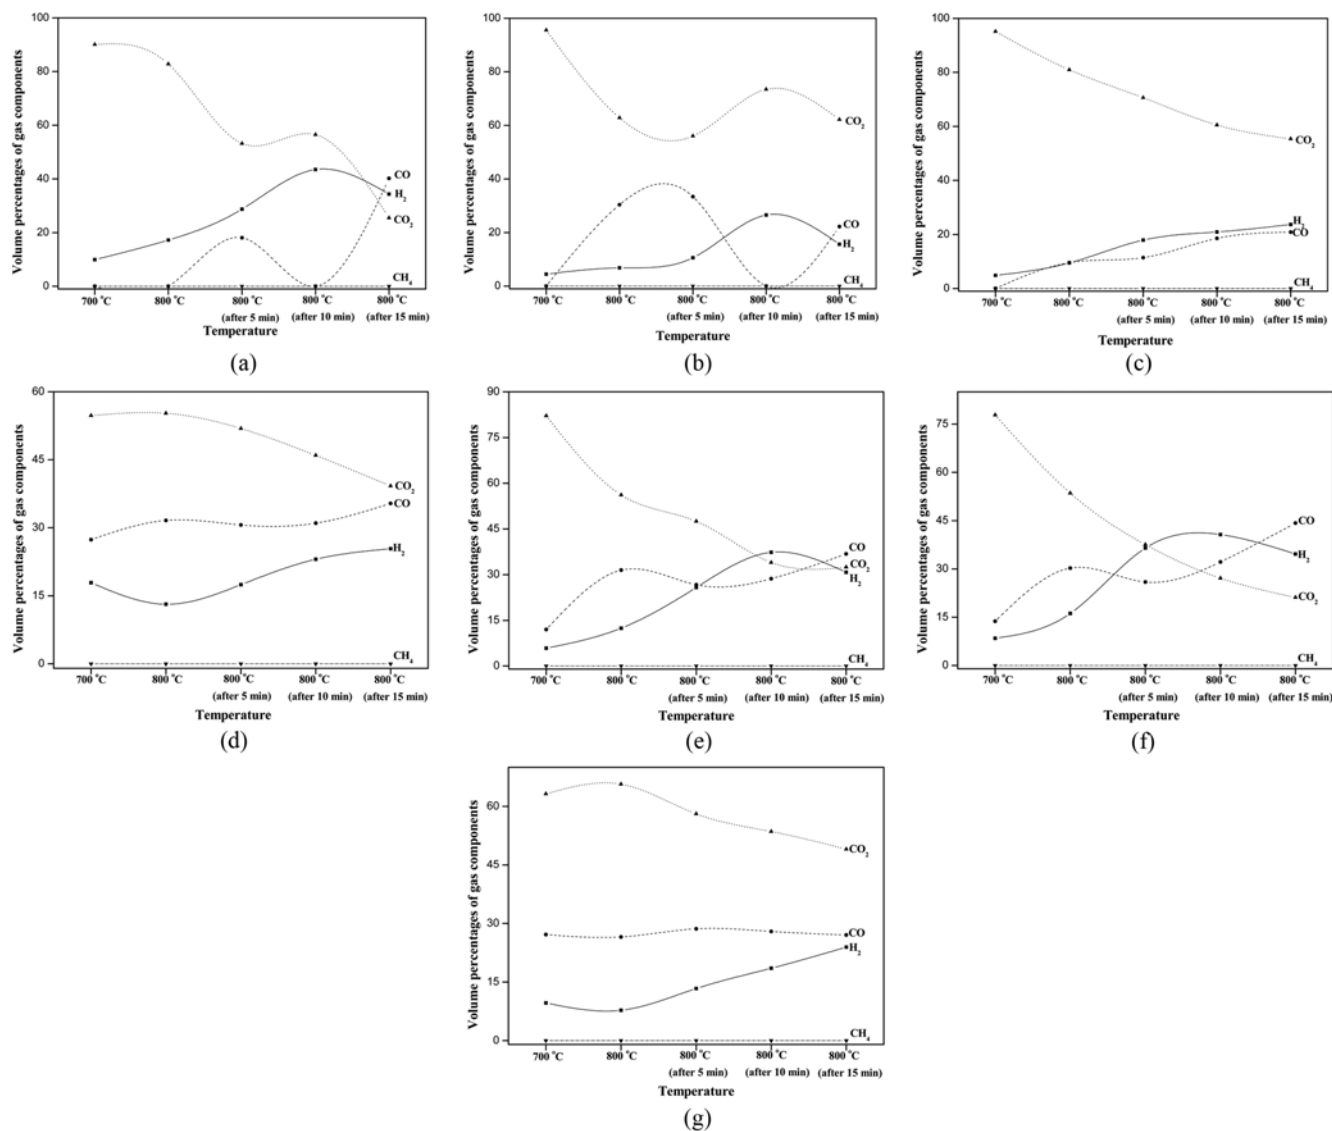 Volume percentages of gas components
100
80
60
40
20
0
CO
H2
CO2
CH4
700 °C
800 °C
800 °C
800 °C
800 °C
(after 5 min)
(after 10 min)
(after 15 min)
Temperature
(a)
Volume percentages of gas components
100
80
60
40
20
0
CO2
CO
H2
CH4
700 °C
800 °C
800 °C
800 °C
800 °C
(after 5 min)
(after 10 min)
(after 15 min)
Temperature
(b)
Volume percentages of gas components
100
80
60
40
20
0
CO2
H2
CO
CH4
700 °C
800 °C
800 °C
800 °C
800 °C
(after 5 min)
(after 10 min)
(after 15 min)
Temperature
(c)
Volume percentages of gas components
60
45
30
15
0
CO2
CO
H2
CH4
700 °C
800 °C
800 °C
800 °C
800 °C
(after 5 min)
(after 10 min)
(after 15 min)
Temperature
(d)
Volume percentages of gas components
90
75
60
45
30
15
0
CO
CO2
H2
CH4
700 °C
800 °C
800 °C
800 °C
800 °C
(after 5 min)
(after 10 min)
(after 15 min)
Temperature
(e)
Volume percentages of gas components
75
60
45
30
15
0
CO
H2
CO2
CH4
700 °C
800 °C
800 °C
800 °C
800 °C
(after 5 min)
(after 10 min)
(after 15 min)
Temperature
(f)
Volume percentages of gas components
60
45
30
15
0
CO2
CO
H2
CH4
700 °C
800 °C
800 °C
800 °C
800 °C
(after 5 min)
(after 10 min)
(after 15 min)
Temperature
(g)